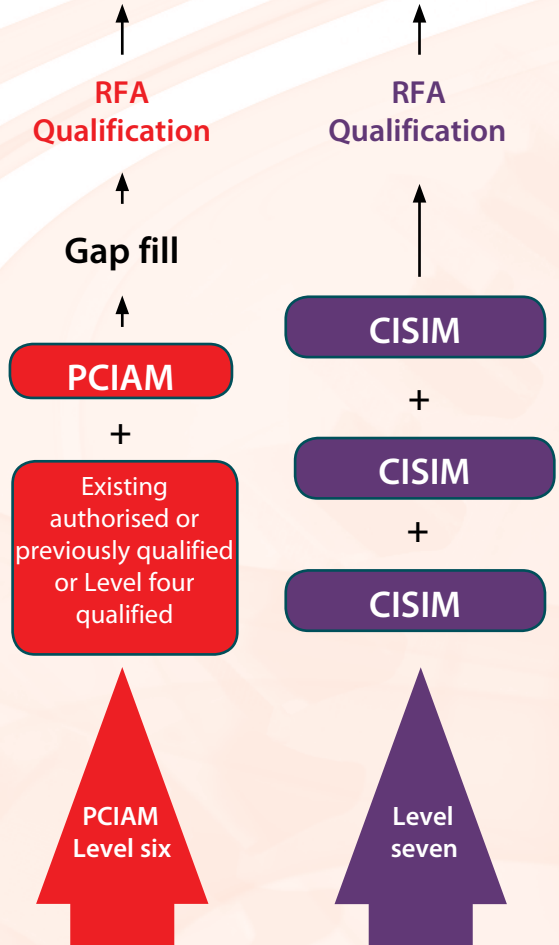 RFA
Qualification
Gap fill
PCIAM
+
Existing
authorised or
previously qualified
or Level four
qualified
PCIAM
Level six
RFA
Qualification
CISIM
+
CISIM
+
CISIM
Level
seven